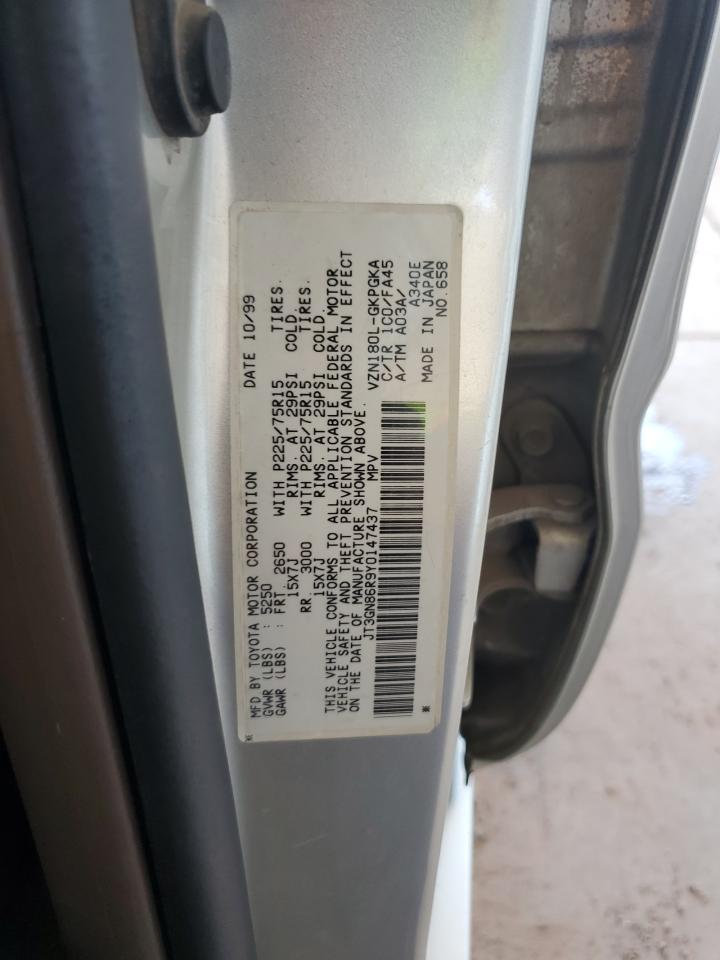 MFD BY TOYOTA MOTOR CORPORATION DATE 10/99
GVWR (LBS) : 5250 WITH P225/75R15 TIRES.
GAWR (LBS) : FRT 2650 15X7J RIMS. AT 29PSI COLD.
RR. 3000 WITH P225/75R15 TIRES.
15X7J RIMS. AT 29PSI COLD.
THIS VEHICLE CONFORMS TO ALL APPLICABLE FEDERAL MOTOR
VEHICLE SAFETY AND THEFT PREVENTION STANDARDS IN EFFECT
ON THE DATE OF MANUFACTURE SHOWN ABOVE.
JT3GN86R9Y0147437 MPV
VZN180L-GKPGKA
C/TR 1C0/FA45
A/TM A03A/
A340E
MADE IN JAPAN
NO.658